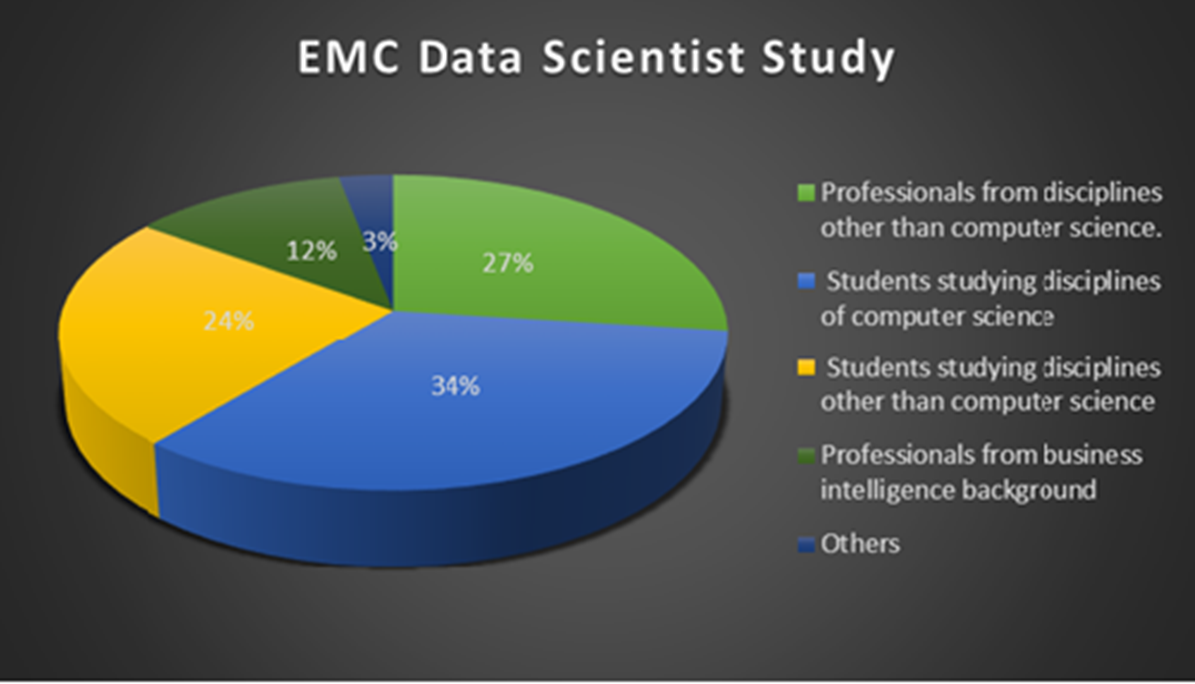 EMC Data Scientist Study
12%
3%
27%
24%
34%
Professionals from disciplines
other than computer science.
Students studying disciplines
of computer science
Students studying disciplines
other than computer science
Professionals from business
intelligence background
Others